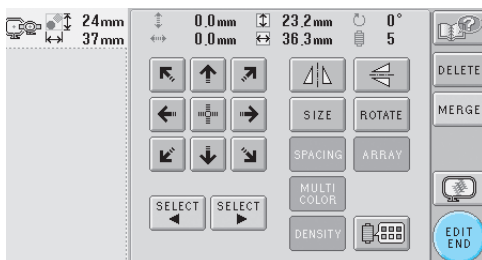 24mm 0.0mm 23.2mm 0°
37mm 0.0mm 36.3mm 5
DELETE
MERGE
SIZE ROTATE
SPACING ARRAY
MULTI
COLOR
SELECT SELECT
DENSITY
EDIT
END